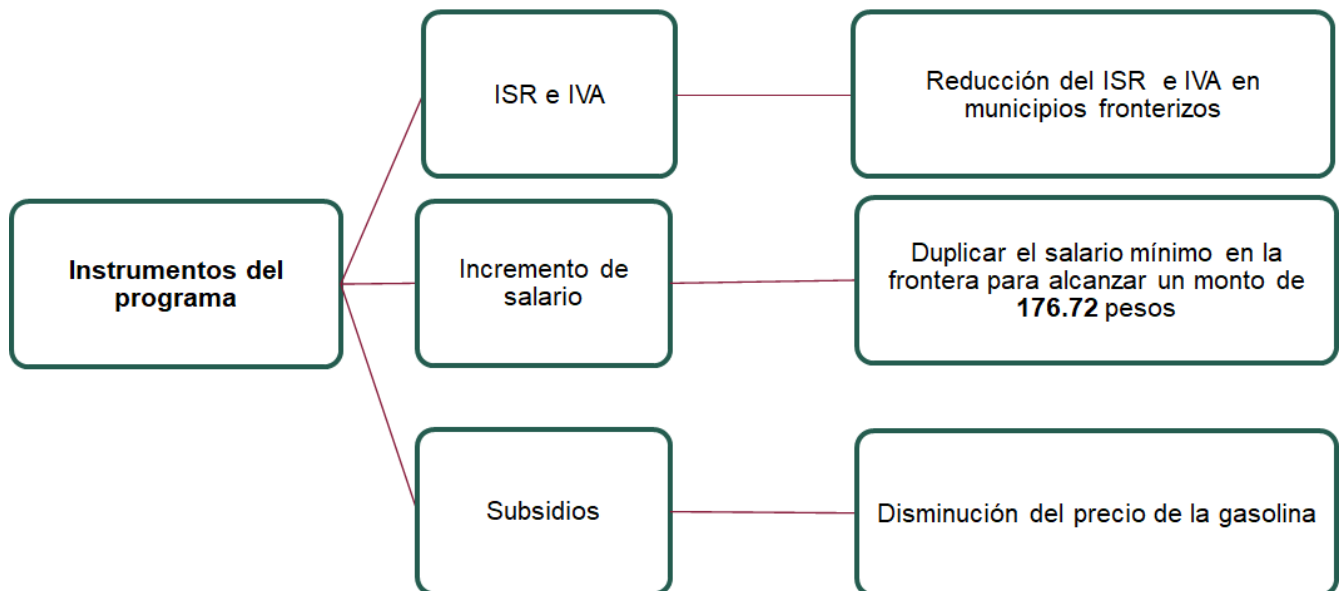 ISR e IVA
Reducción del ISR e IVA en
municipios fronterizos
Instrumentos del
programa
Incremento de
salario
Duplicar el salario mínimo en la
frontera para alcanzar un monto de
176.72 pesos
Subsidios
Disminución del precio de la gasolina